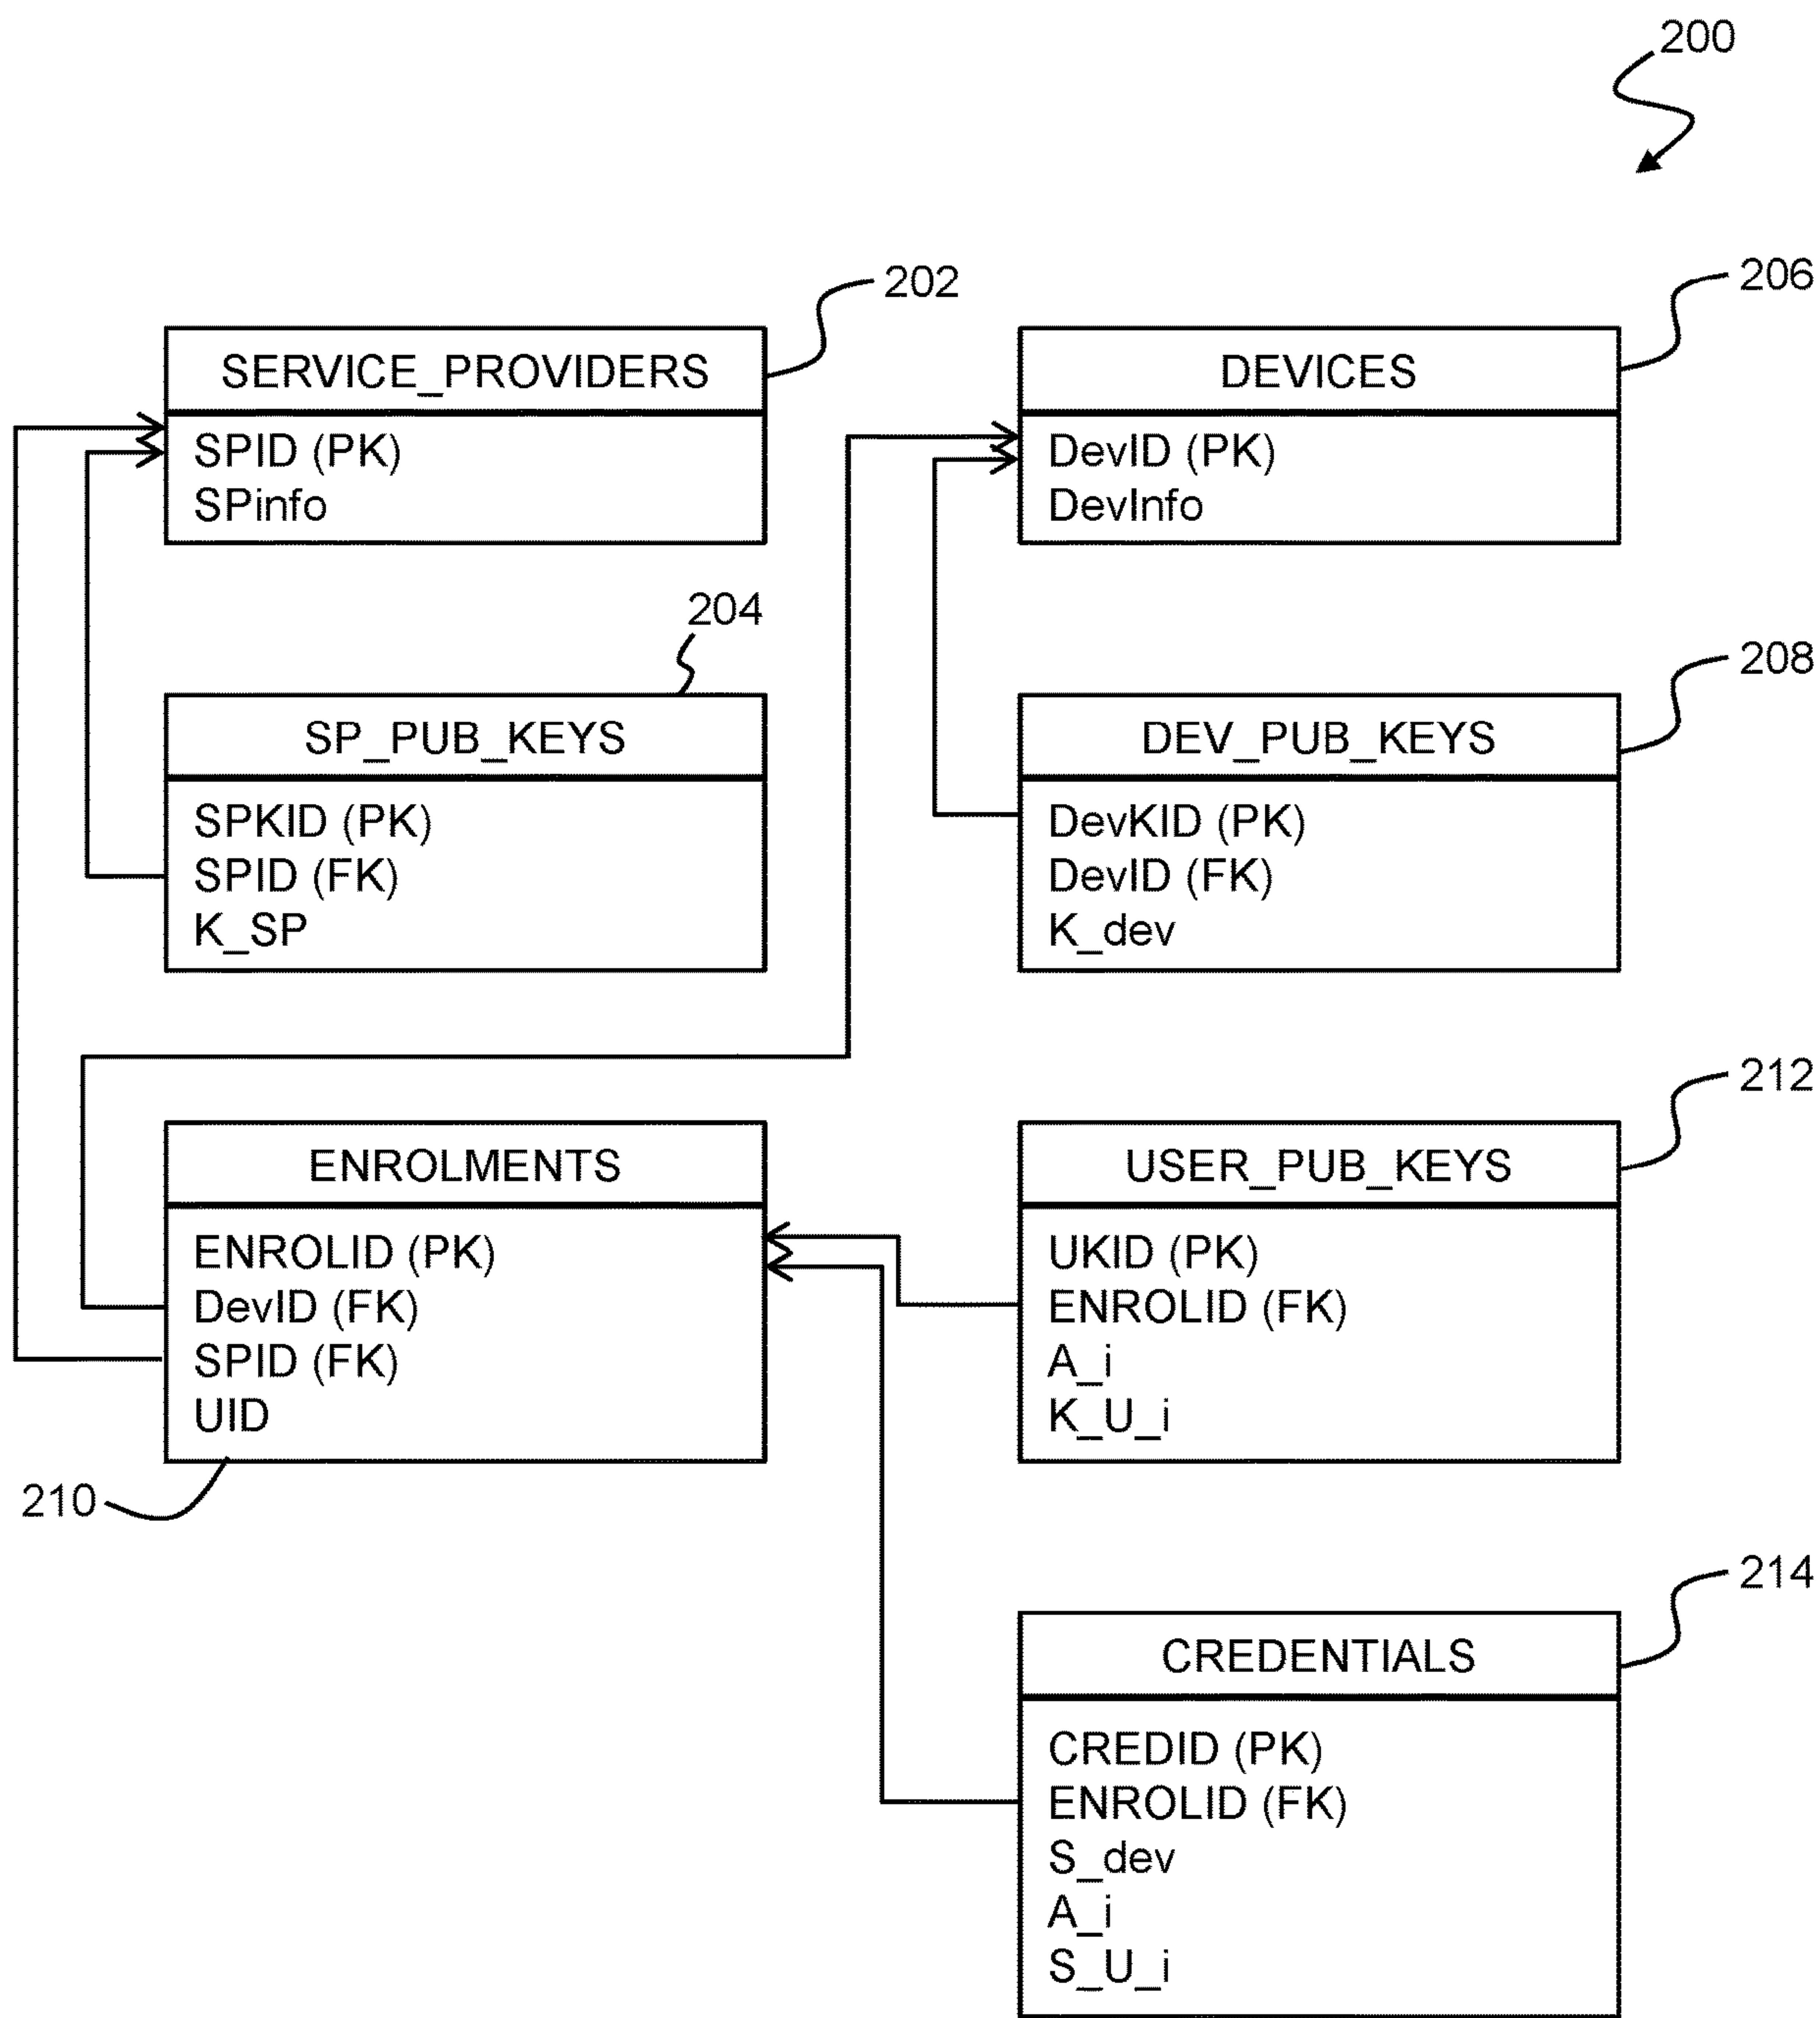 200
202
SERVICE_PROVIDERS
SPID (PK)
SPinfo
206
DEVICES
DevID (PK)
DevInfo
204
SP_PUB_KEYS
SPKID (PK)
SPID (FK)
K_SP
208
DEV_PUB_KEYS
DevKID (PK)
DevID (FK)
K_dev
ENROLMENTS
ENROLID (PK)
DevID (FK)
SPID (FK)
UID
210
212
USER_PUB_KEYS
UKID (PK)
ENROLID (FK)
A_i
K_U_i
214
CREDENTIALS
CREDID (PK)
ENROLID (FK)
S_dev
A_i
S_U_i